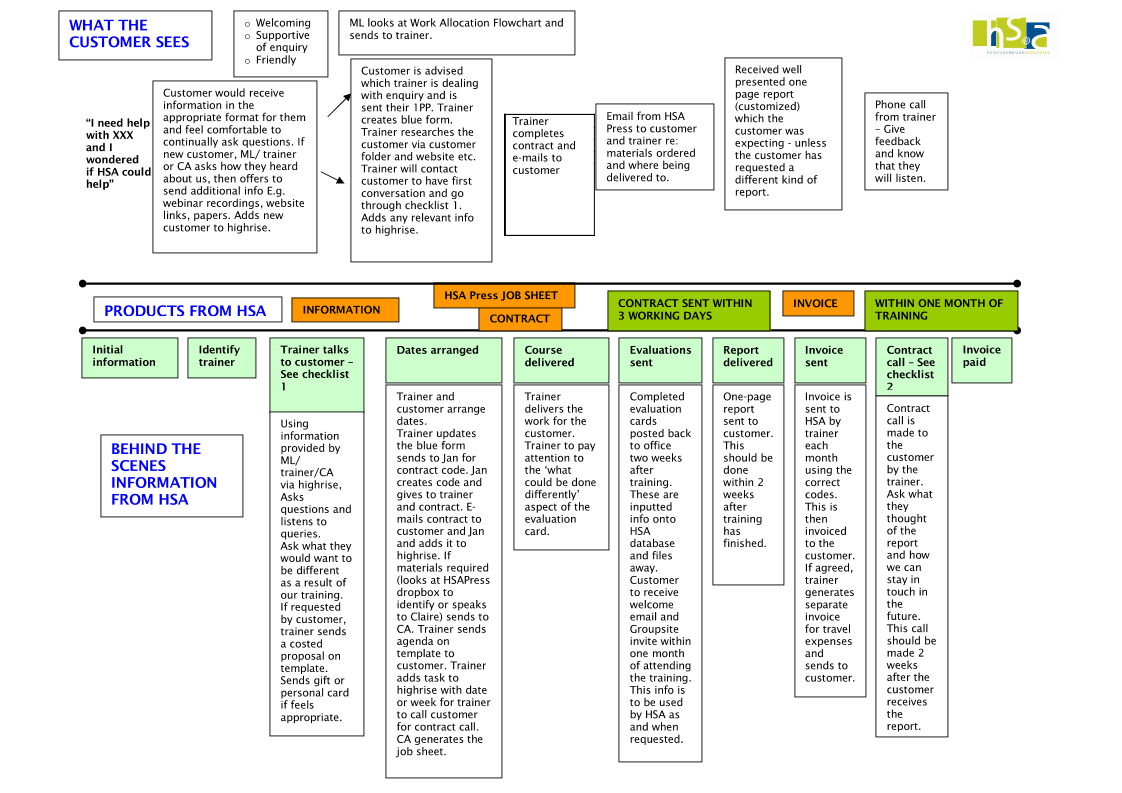 WHAT THE
CUSTOMER SEES
o Welcoming
o Supportive
of enquiry
o Friendly
ML looks at Work Allocation Flowchart and
sends to trainer.
hsa
“I need help
with XXX
and I
wondered
if HSA could
help”
Customer would receive
information in the
appropriate format for them
and feel comfortable to
continually ask questions. If
new customer, ML/ trainer
or CA asks how they heard
about us, then offers to
send additional info E.g.
webinar recordings, website
links, papers. Adds new
customer to highrise.
Customer is advised
which trainer is dealing
with enquiry and is
sent their 1PP. Trainer
creates blue form.
Trainer researches the
customer via customer
folder and website etc.
Trainer will contact
customer to have first
conversation and go
through checklist 1.
Adds any relevant info
to highrise.
Trainer
completes
contract and
e-mails to
customer
Email from HSA
Press to customer
and trainer re:
materials ordered
and where being
delivered to.
Received well
presented one
page report
(customized)
which the
customer was
expecting - unless
the customer has
requested a
different kind of
report.
Phone call
from trainer
– Give
feedback
and know
that they
will listen.
PRODUCTS FROM HSA
INFORMATION
HSA Press JOB SHEET
CONTRACT
CONTRACT SENT WITHIN
3 WORKING DAYS
INVOICE
WITHIN ONE MONTH OF
TRAINING
Initial
information
Identify
trainer
Trainer talks
to customer –
See checklist
1
Dates arranged
Course
delivered
Evaluations
sent
Report
delivered
Invoice
sent
Contract
call – See
checklist
2
Invoice
paid
BEHIND THE
SCENES
INFORMATION
FROM HSA
Using
information
provided by
ML/
trainer/CA
via highrise,
Asks
questions and
listens to
queries.
Ask what they
would want to
be different
as a result of
our training.
If requested
by customer,
trainer sends
a costed
proposal on
template.
Sends gift or
personal card
if feels
appropriate.
Trainer and
customer arrange
dates.
Trainer updates
the blue form
sends to Jan for
contract code. Jan
creates code and
gives to trainer
and contract. E-
mails contract to
customer and Jan
and adds it to
highrise. If
materials required
(looks at HSAPress
dropbox to
identify or speaks
to Claire) sends to
CA. Trainer sends
agenda on
template to
customer. Trainer
adds task to
highrise with date
or week for trainer
to call customer
for contract call.
CA generates the
job sheet.
Trainer
delivers the
work for the
customer.
Trainer to pay
attention to
the ‘what
could be done
differently’
aspect of the
evaluation
card.
Completed
evaluation
cards
posted back
to office
two weeks
after
training.
These are
inputted
info onto
HSA
database
and files
away.
Customer
to receive
welcome
email and
Groupsite
invite within
one month
of attending
the training.
This info is
to be used
by HSA as
and when
requested.
One-page
report
sent to
customer.
This
should be
done
within 2
weeks
after
training
has
finished.
Invoice is
sent to
HSA by
trainer
each
month
using the
correct
codes.
This is
then
invoiced
to the
customer.
If agreed,
trainer
generates
separate
invoice
for travel
expenses
and
sends to
customer.
Contract
call is
made to
the
customer
by the
trainer.
Ask what
they
thought
of the
report
and how
we can
stay in
touch in
the
future.
This call
should be
made 2
weeks
after the
customer
receives
the
report.